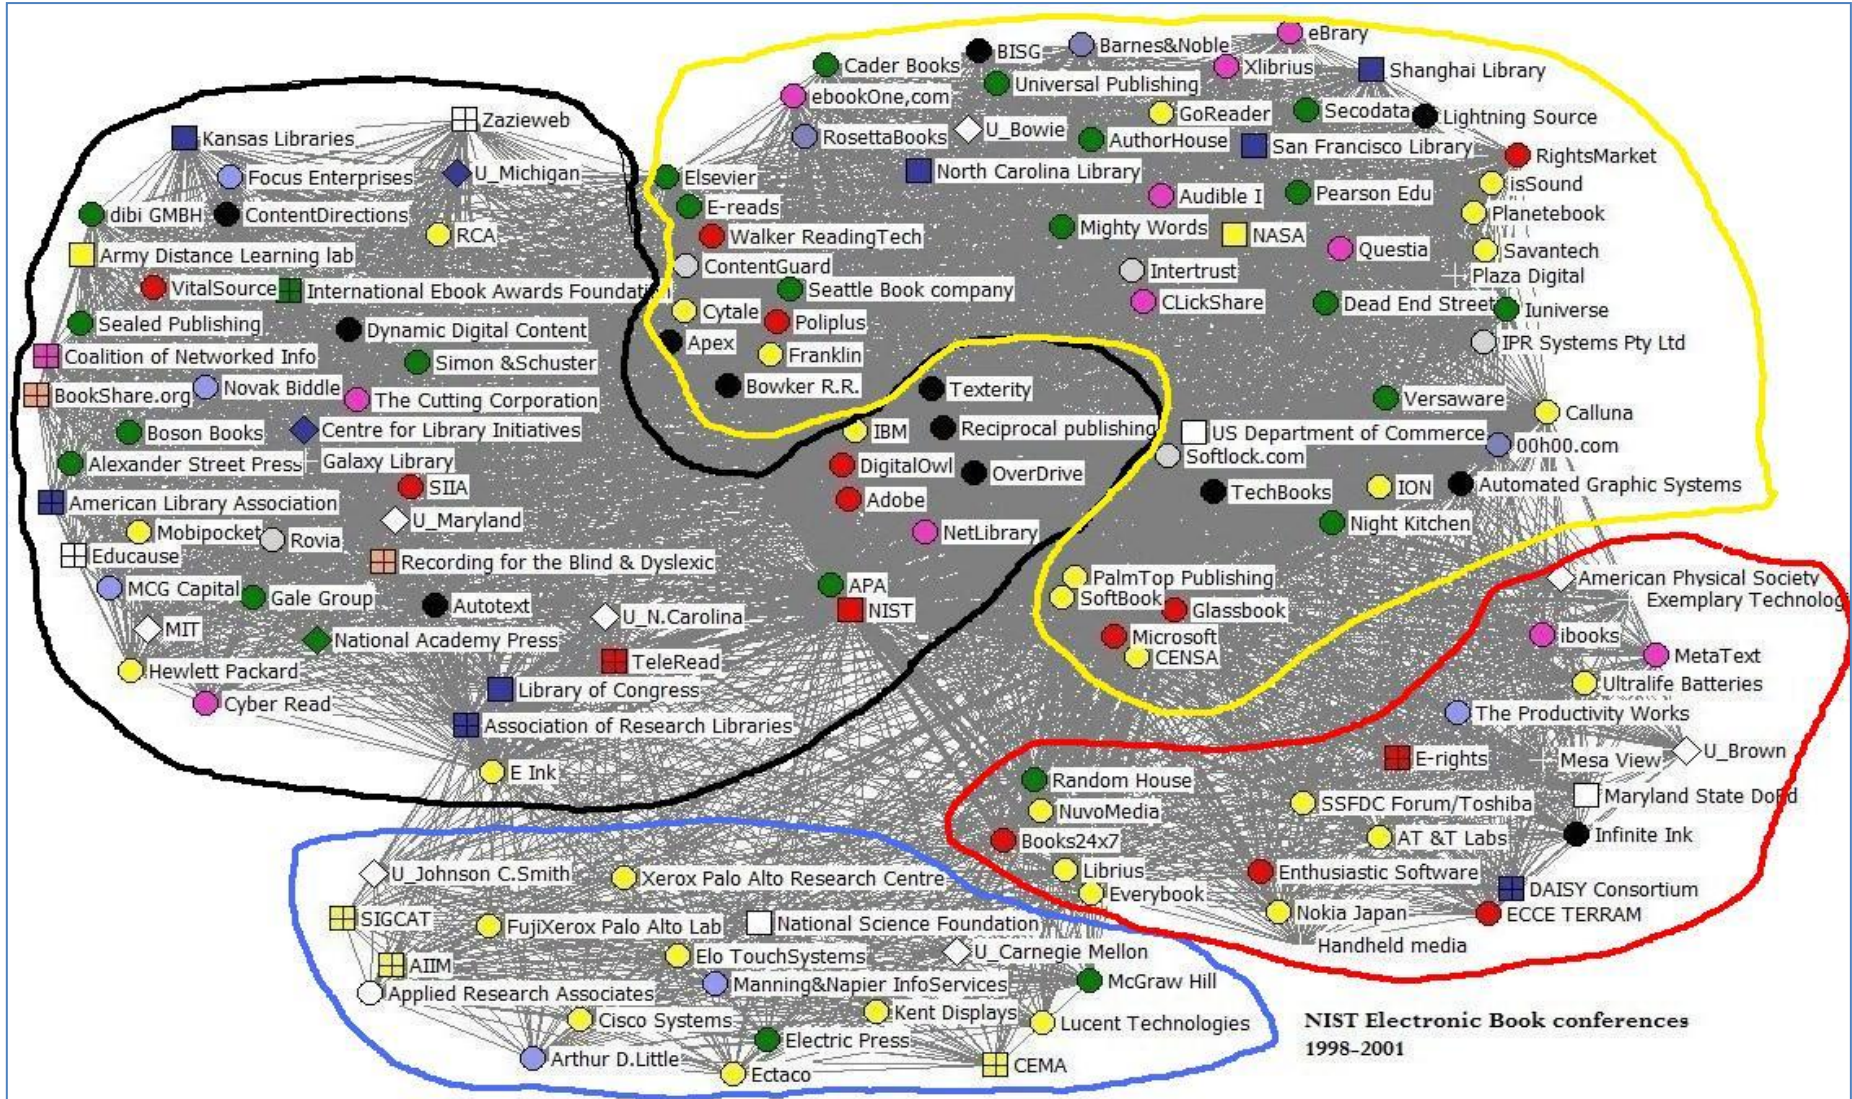 eBrary
BISG
Barnes&Noble
Cader Books
Xlibrius
Shanghai Library
Universal Publishing
ebookOne,com
GoReader
Secodata
Lightning Source
Zazieweb
Kansas Libraries
RosettaBooks
U_Bowie
AuthorHouse
San Francisco Library
RightsMarket
Focus Enterprises
U_Michigan
Elsevier
North Carolina Library
isSound
dibi GMBH
ContentDirections
E-reads
Audible I
Pearson Edu
Planetebook
RCA
Walker ReadingTech
Mighty Words
NASA
Questia
Savantech
Army Distance Learning lab
ContentGuard
Intertrust
Plaza Digital
VitalSource
International Ebook Awards Foundation
Seattle Book company
CLickShare
Dead End Street
Iuniverse
Sealed Publishing
Dynamic Digital Content
Cytale
Poliplus
IPR Systems Pty Ltd
Coalition of Networked Info
Simon &Schuster
Apex
Franklin
BookShare.org
Novak Biddle
The Cutting Corporation
Bowker R.R.
Texterity
Versaware
Calluna
Boson Books
Centre for Library Initiatives
IBM
Reciprocal publishing
US Department of Commerce
00h00.com
Alexander Street Press
Galaxy Library
DigitalOwl
OverDrive
Softlock.com
American Library Association
SIIA
Adobe
TechBooks
ION
Automated Graphic Systems
Mobipocket
Rovia
U_Maryland
NetLibrary
Night Kitchen
Educause
Recording for the Blind & Dyslexic
MCG Capital
Gale Group
Autotext
APA
PalmTop Publishing
American Physical Society
MIT
U_N.Carolina
NIST
SoftBook
Glassbook
Exemplary Technolog
National Academy Press
Microsoft
ibooks
Hewlett Packard
TeleRead
CENSA
MetaText
Cyber Read
Library of Congress
Ultralife Batteries
Association of Research Libraries
The Productivity Works
E Ink
Random House
E-rights
Mesa View
U_Brown
NuvoMedia
SSFDC Forum/Toshiba
Maryland State DoEd
Books24x7
AT &T Labs
Infinite Ink
U_Johnson C.Smith
Xerox Palo Alto Research Centre
Librius
Enthusiastic Software
Everybook
DAISY Consortium
SIGCAT
FujiXerox Palo Alto Lab
National Science Foundation
Nokia Japan
ECCE TERRAM
AIIM
Elo TouchSystems
U_Carnegie Mellon
Handheld media
Applied Research Associates
Manning&Napier InfoServices
McGraw Hill
Cisco Systems
Kent Displays
Lucent Technologies
Arthur D.Little
Electric Press
Ectaco
CEMA
NIST Electronic Book conferences
1998-2001